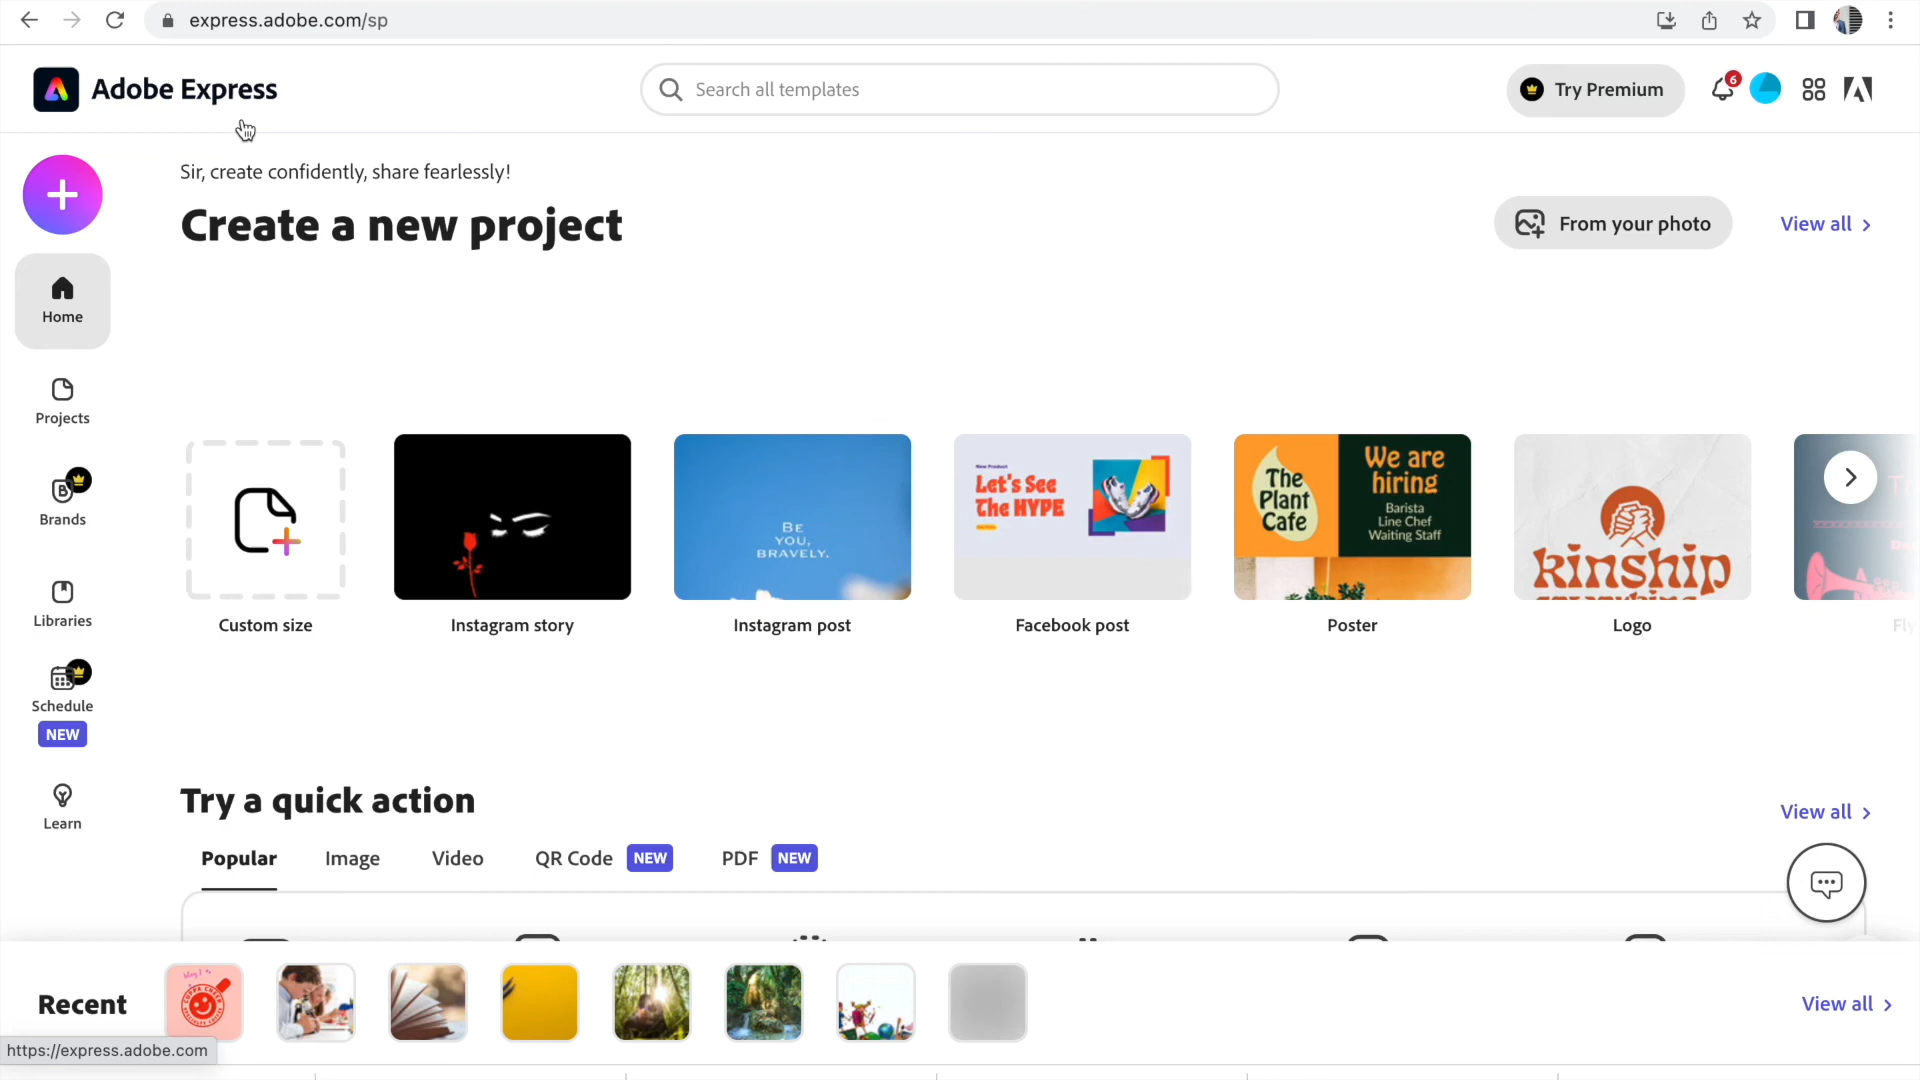 express.adobe.com/sp
Adobe Express
Search all templates
Try Premium
6
Sir, create confidently, share fearlessly!
Create a new project
From your photo
View all
Home
Projects
B
Brands
Libraries
Schedule
NEW
Learn
BE
YOU,
BRAVELY.
New Product
Let's See
The HYPE
The
Plant
Cafe
We are
hiring
Barista
Line Chef
Waiting Staff
kinship
Custom size
Instagram story
Instagram post
Facebook post
Poster
Logo
Try a quick action
View all
Popular
Image
Video
QR Code NEW
PDF NEW
Recent
View all
https://express.adobe.com